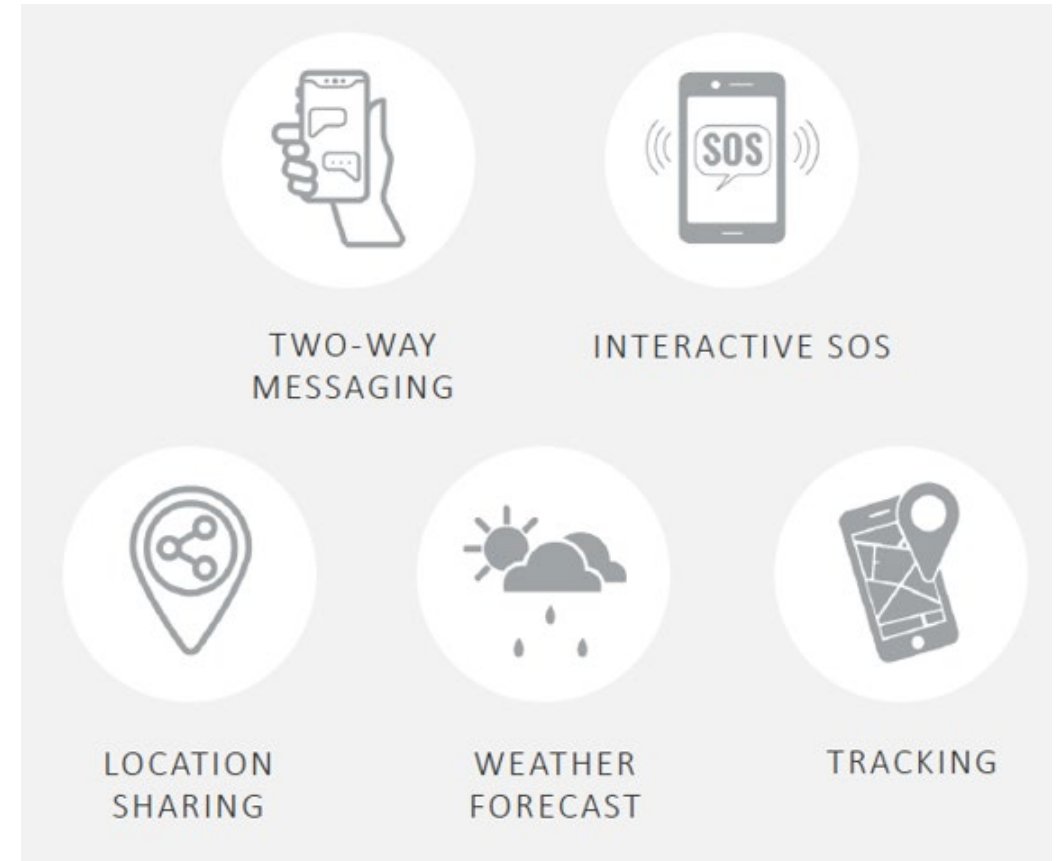 SOS
TWO-WAY
MESSAGING
INTERACTIVE SOS
LOCATION
SHARING
WEATHER
FORECAST
TRACKING